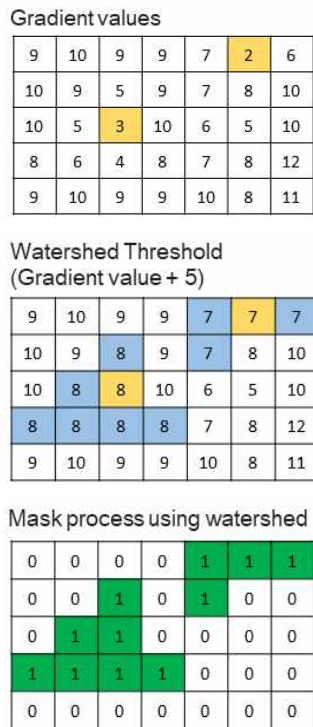 Gradient values
9 10 9 9 7 2 6
10 9 5 9 7 8 10
10 5 3 10 6 5 10
8 6 4 8 7 8 12
9 10 9 9 10 8 11
Watershed Threshold
(Gradient value + 5)
9 10 9 9 7 7 7
10 9 8 9 7 8 10
10 8 8 10 6 5 10
8 8 8 8 7 8 12
9 10 9 9 10 8 11
Mask process using watershed
0 0 0 0 1 1 1
0 0 1 0 1 0 0
0 1 1 0 0 0 0
1 1 1 1 0 0 0
0 0 0 0 0 0 0